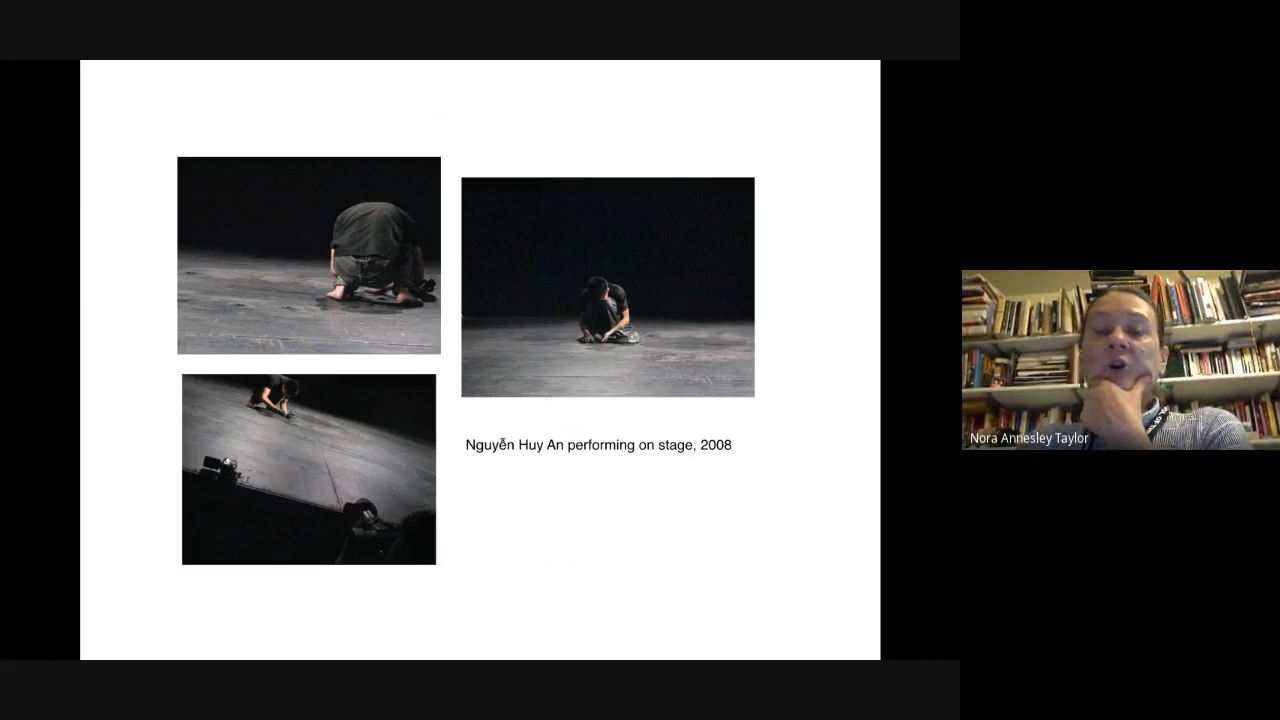 Nguyễn Huy An performing on stage, 2008
Nora Annesley Taylor